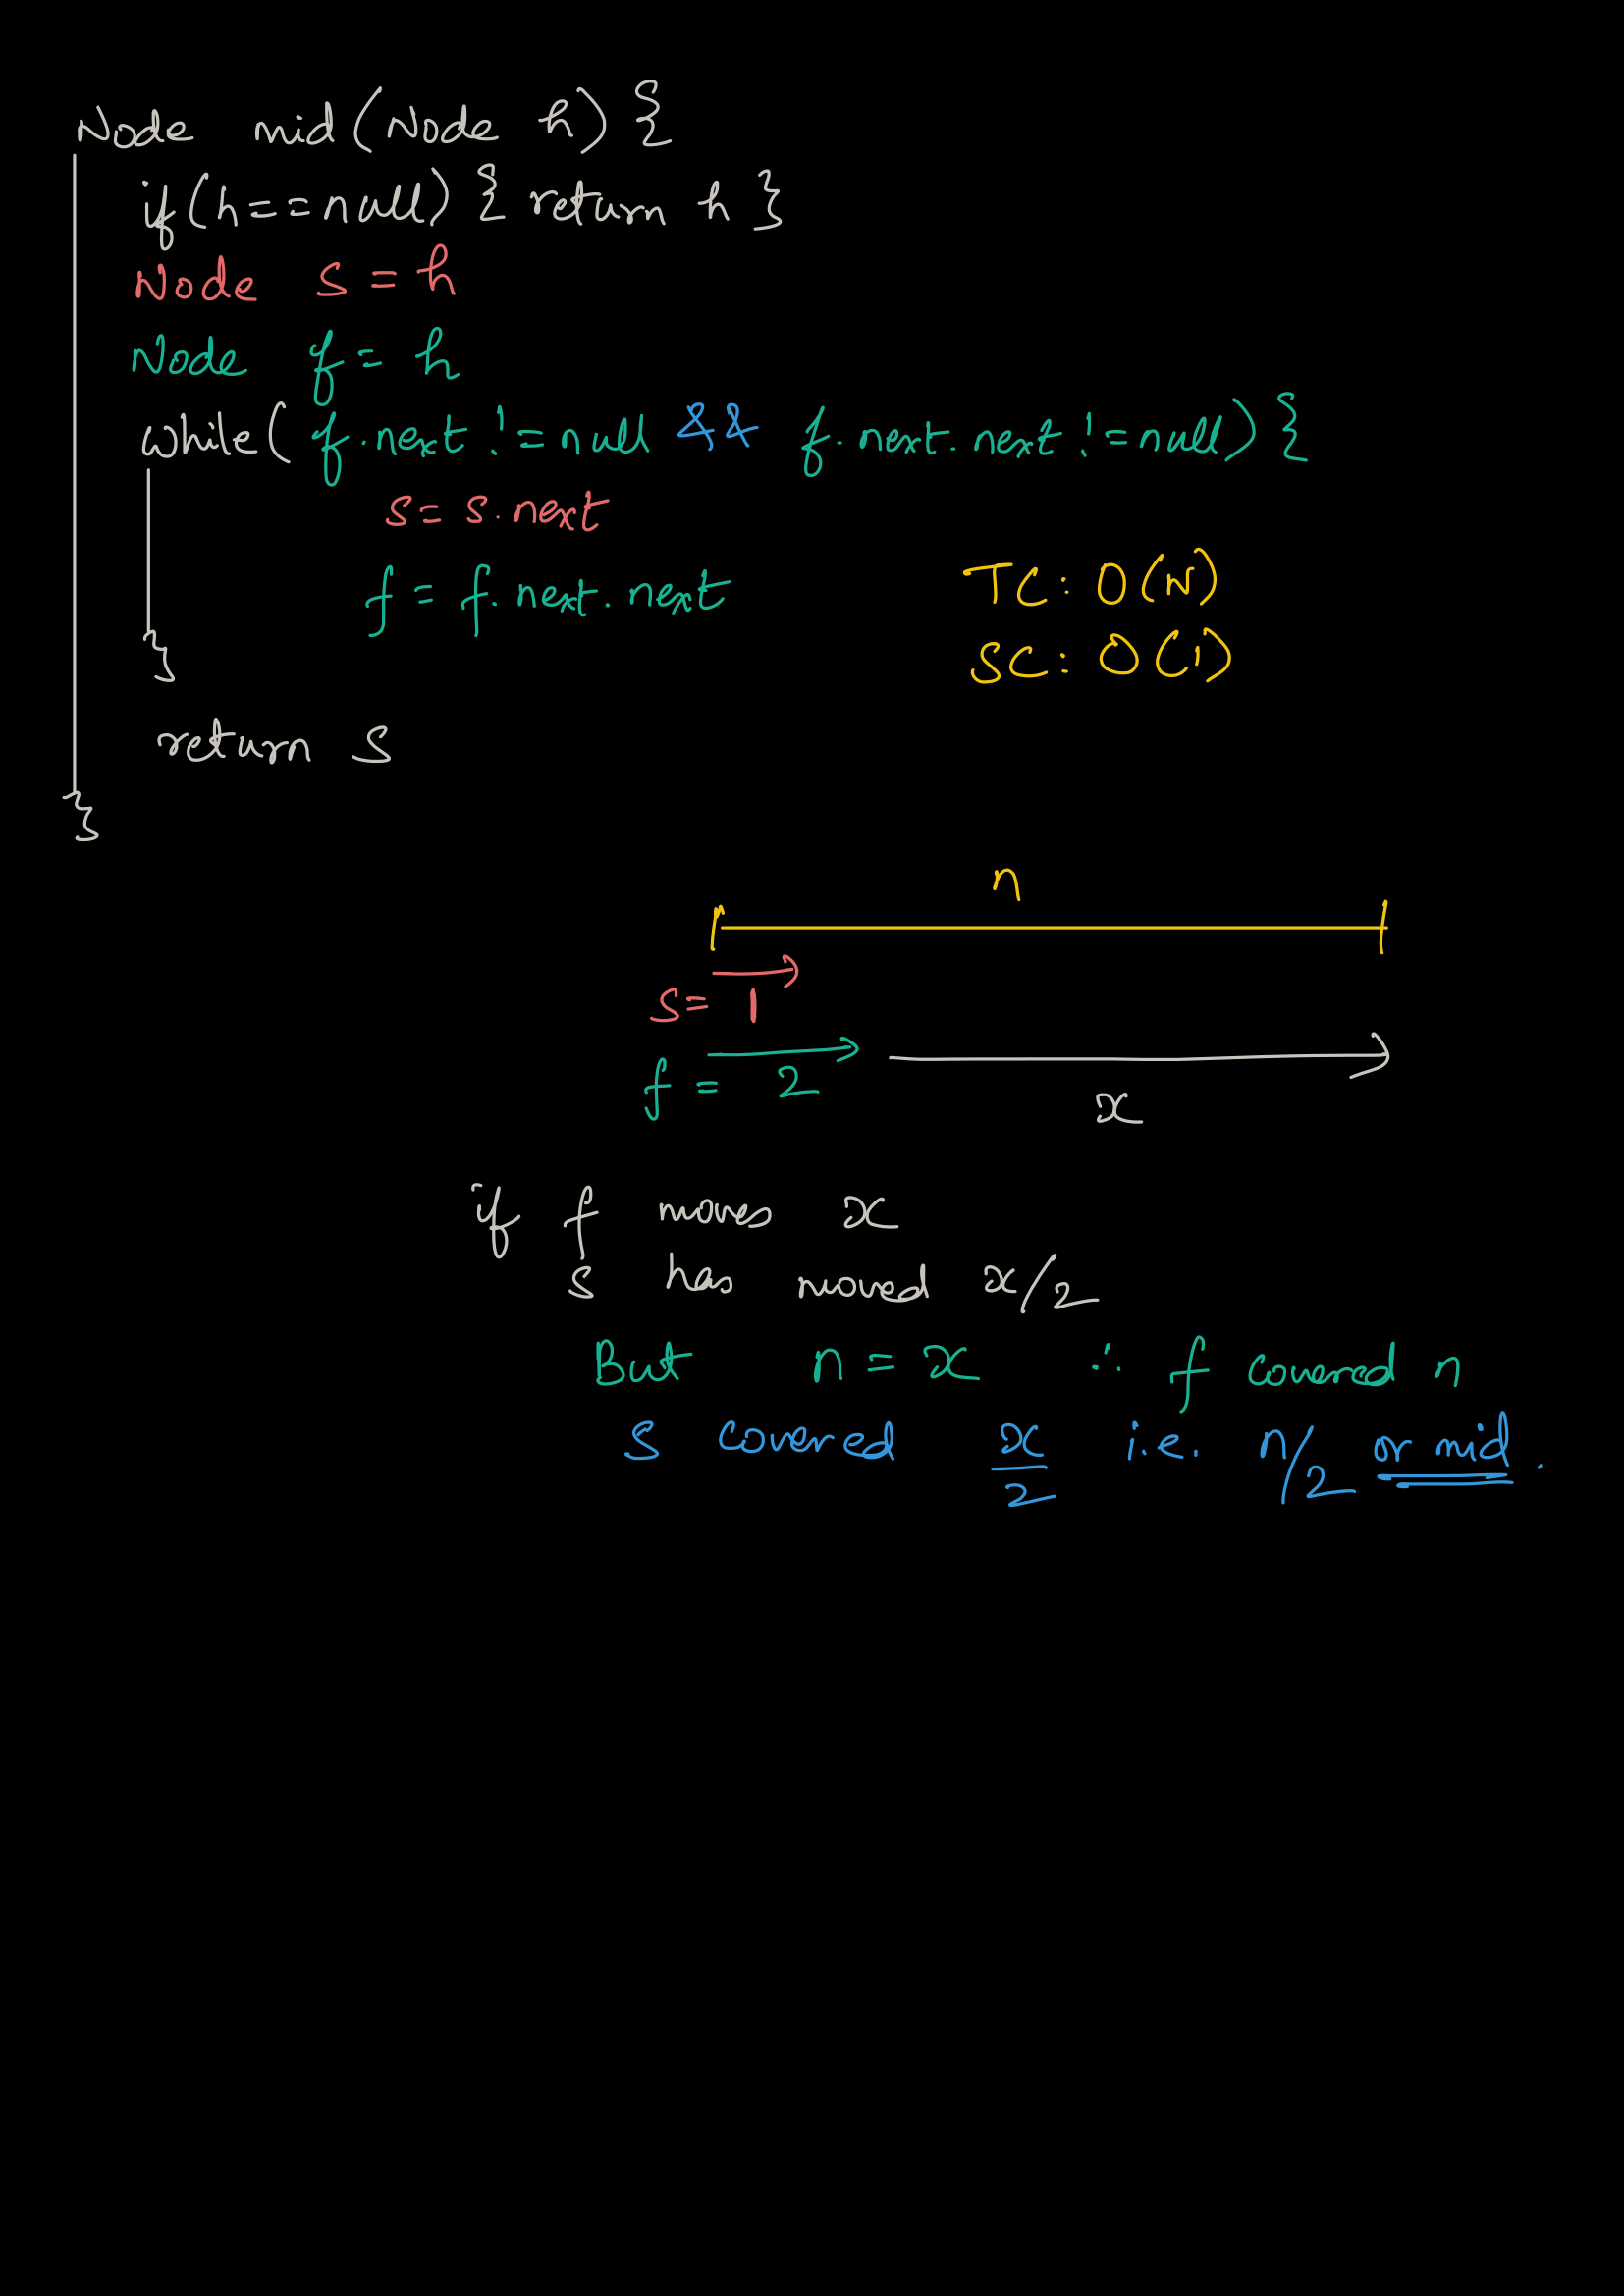 Node mid(Node h) {
if(h==null) { return h }
Node s = h
Node f = h
while( f.next != null && f.next.next != null) {
s = s.next
f = f.next.next
TC: O(N)
}
SC: O(1)
return s
}
n
s= 1
f = 2
x
if f moves x
s has moved x/2
But n = x ∴ f covered n
s covered x/2 i.e. n/2 or mid.